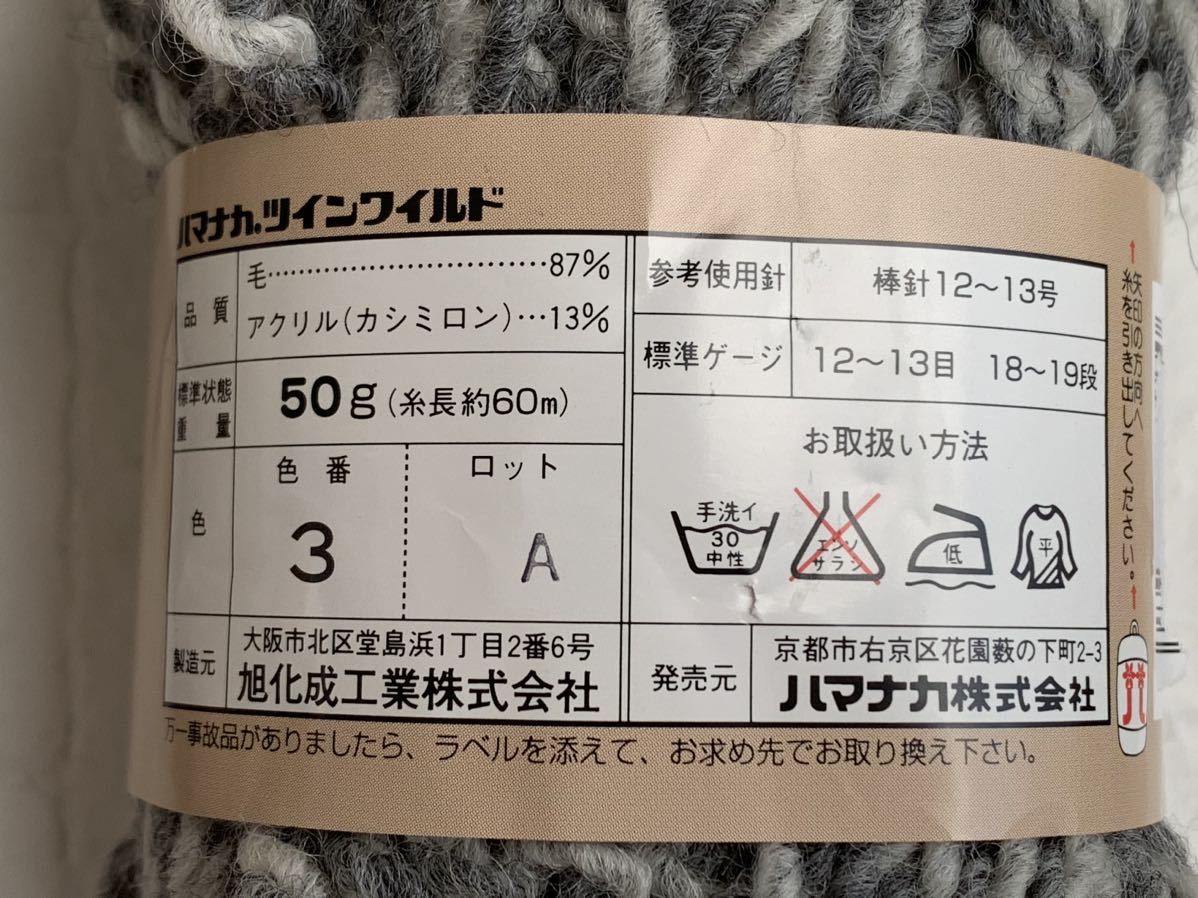 ハマナカ.ツインワイルド
品質
毛…………………………87%
アクリル(カシミロン)…13%
標準状態
重量
50g(糸長約60m)
色
色番
3
ロット
A
製造元
大阪市北区堂島浜1丁目2番6号
旭化成工業株式会社
参考使用針
棒針12〜13号
標準ゲージ
12〜13目 18〜19段
お取扱い方法
手洗イ
30
中性
エンソ
サラシ
低
平
発売元
京都市右京区花園薮の下町2-3
ハマナカ株式会社
万一事故品がありましたら、ラベルを添えて、お求め先でお取り換え下さい。
矢印の方向へ
糸を引き出してください。